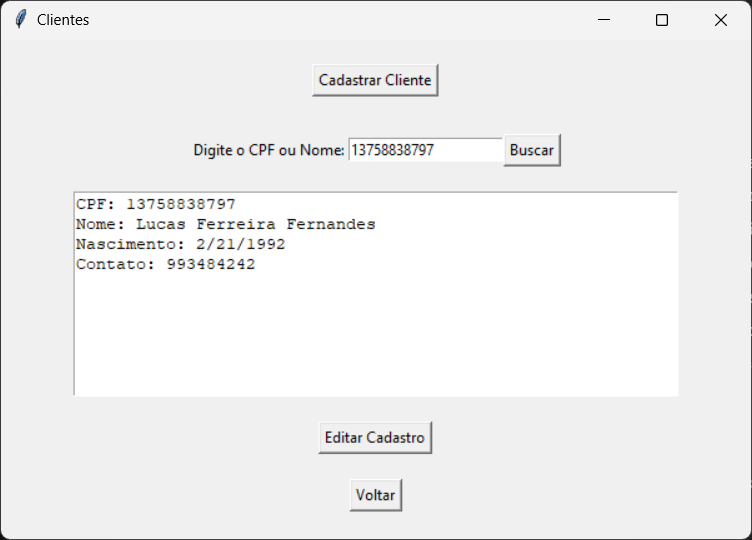 Clientes
Cadastrar Cliente
Digite o CPF ou Nome: 13758838797 Buscar
CPF: 13758838797
Nome: Lucas Ferreira Fernandes
Nascimento: 2/21/1992
Contato: 993484242
Editar Cadastro
Voltar